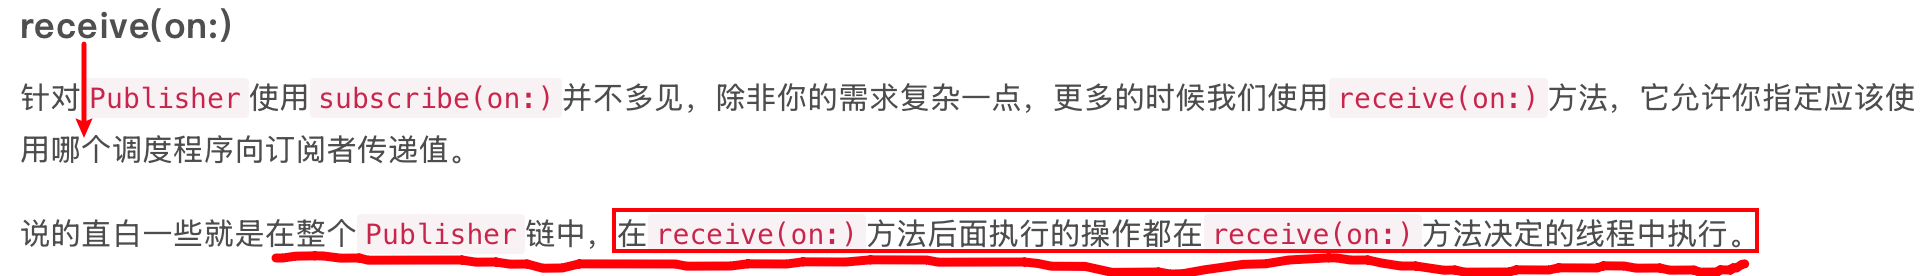 receive(on:)
针对 Publisher 使用 subscribe(on:) 并不多见，除非你的需求复杂一点，更多的时候我们使用 receive(on:) 方法，它允许你指定应该使
用哪个调度程序向订阅者传递值。
说的直白一些就是在整个 Publisher 链中，在 receive(on:) 方法后面执行的操作都在 receive(on:) 方法决定的线程中执行。